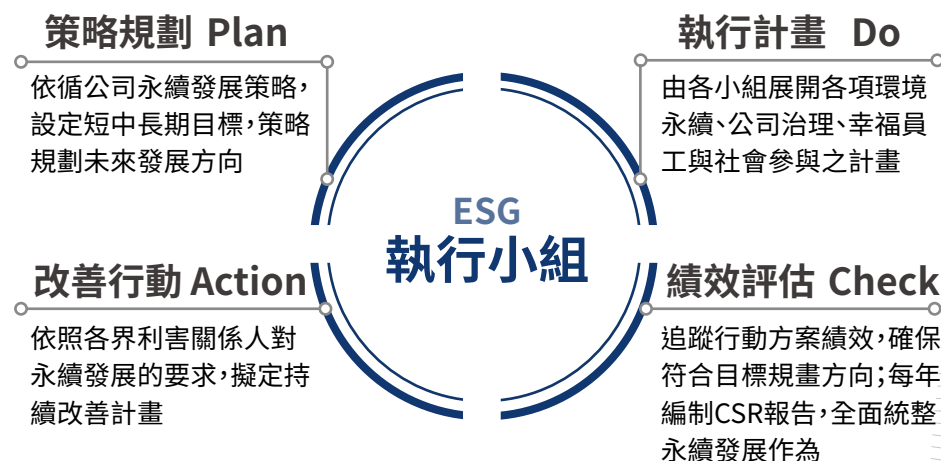 策略規劃 Plan
依循公司永續發展策略，
設定短中長期目標，策略
規劃未來發展方向
執行計畫 Do
由各小組展開各項環境
永續、公司治理、幸福員
工與社會參與之計畫
ESG
執行小組
改善行動 Action
依照各界利害關係人對
永續發展的要求，擬定持
續改善計畫
績效評估 Check
追蹤行動方案績效，確保
符合目標規畫方向；每年
編制CSR報告，全面統整
永續發展作為